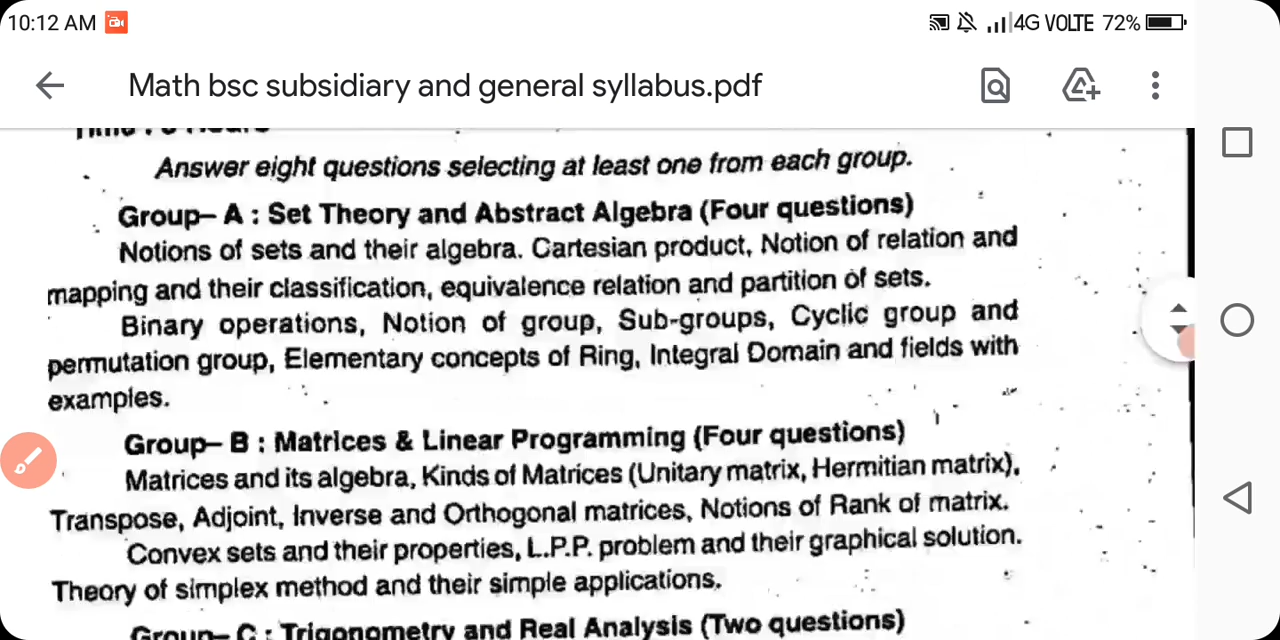 10:12 AM 4G VOLTE 72%
Math bsc subsidiary and general syllabus.pdf
Time : 3 Hours
Answer eight questions selecting at least one from each group.
Group– A : Set Theory and Abstract Algebra (Four questions)
Notions of sets and their algebra. Cartesian product, Notion of relation and
mapping and their classification, equivalence relation and partition of sets.
Binary operations, Notion of group, Sub-groups, Cyclic group and
permutation group, Elementary concepts of Ring, Integral Domain and fields with
examples.
Group– B : Matrices & Linear Programming (Four questions)
Matrices and its algebra, Kinds of Matrices (Unitary matrix, Hermitian matrix),
Transpose, Adjoint, Inverse and Orthogonal matrices, Notions of Rank of matrix.
Convex sets and their properties, L.P.P. problem and their graphical solution.
Theory of simplex method and their simple applications.
Group– C : Trigonometry and Real Analysis (Two questions)